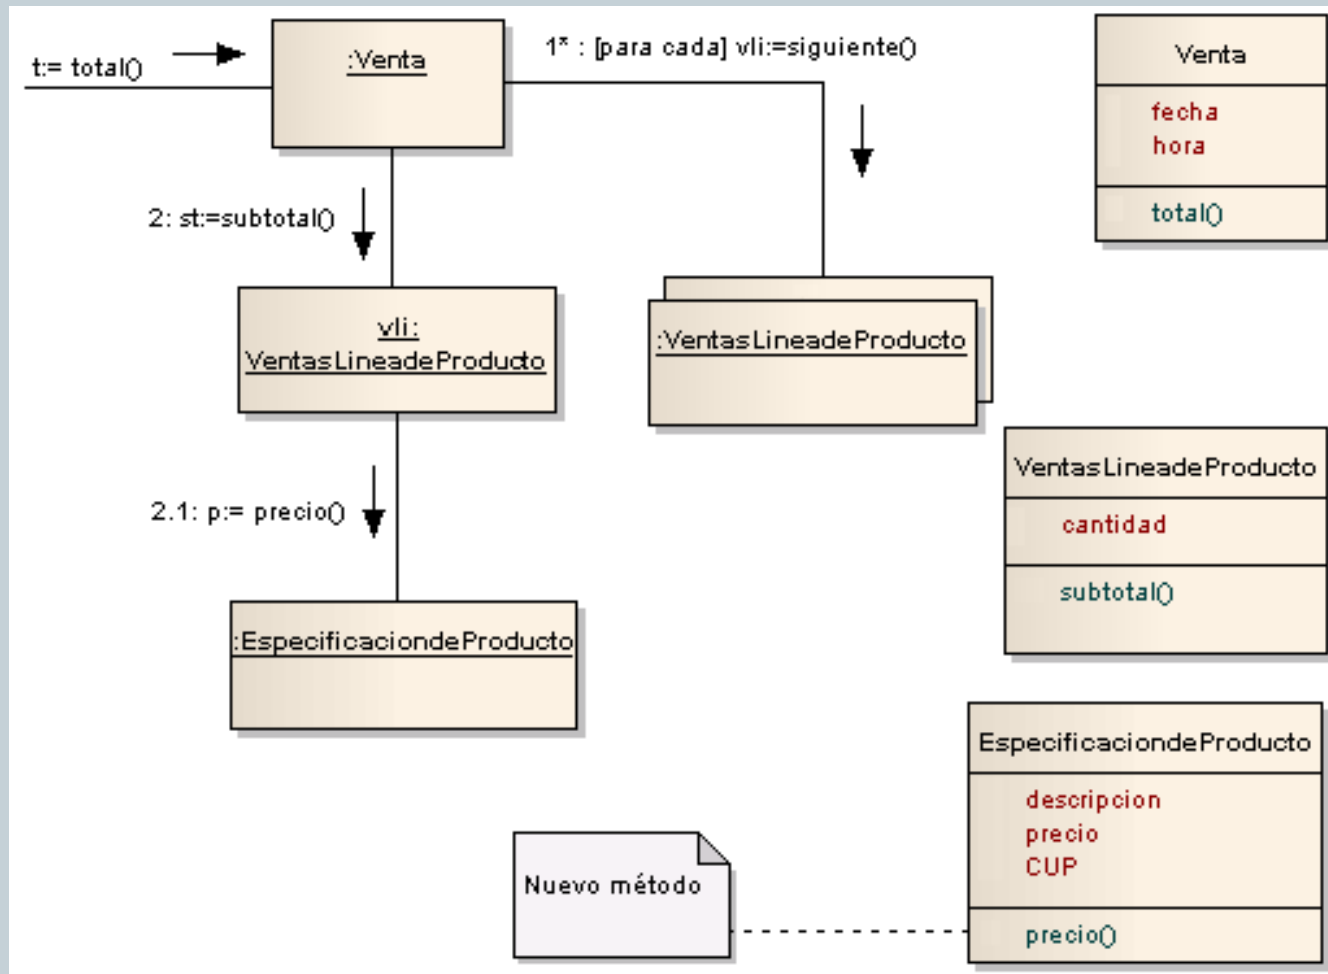 t:= total()
:Venta
1* : [para cada] vli:=siguiente()
2: st:=subtotal()
vli:
VentasLineadeProducto
:VentasLineadeProducto
2.1: p:= precio()
:EspecificaciondeProducto
Venta
fecha
hora
total()
VentasLineadeProducto
cantidad
subtotal()
EspecificaciondeProducto
descripcion
precio
CUP
precio()
Nuevo método